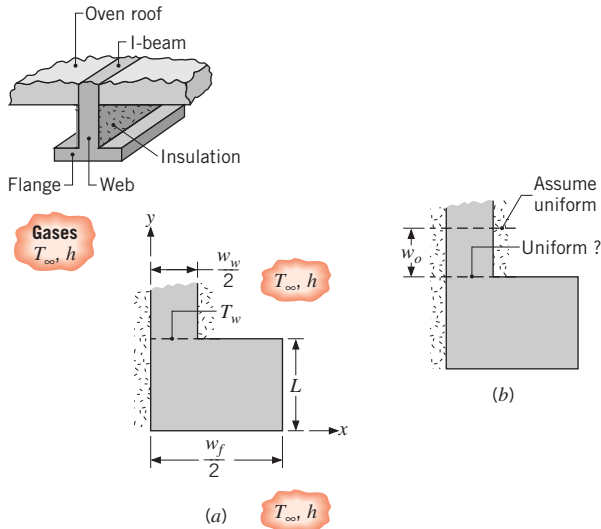 Oven roof
I-beam
Insulation
Flange
Web
Gases
T∞, h
y
w_w
2
T∞, h
T_w
L
x
w_f
2
(a)
T∞, h
Assume
uniform
w_o
Uniform ?
(b)